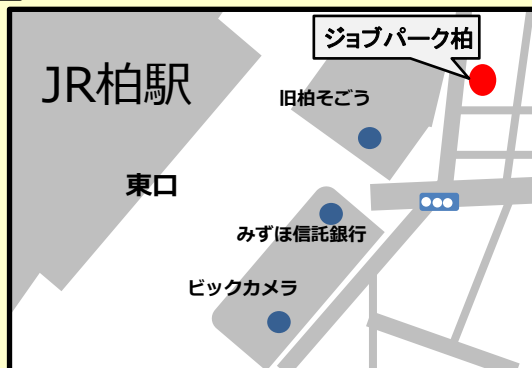 ジョブパーク柏
JR柏駅
旧柏そごう
東口
みずほ信託銀行
ビックカメラ